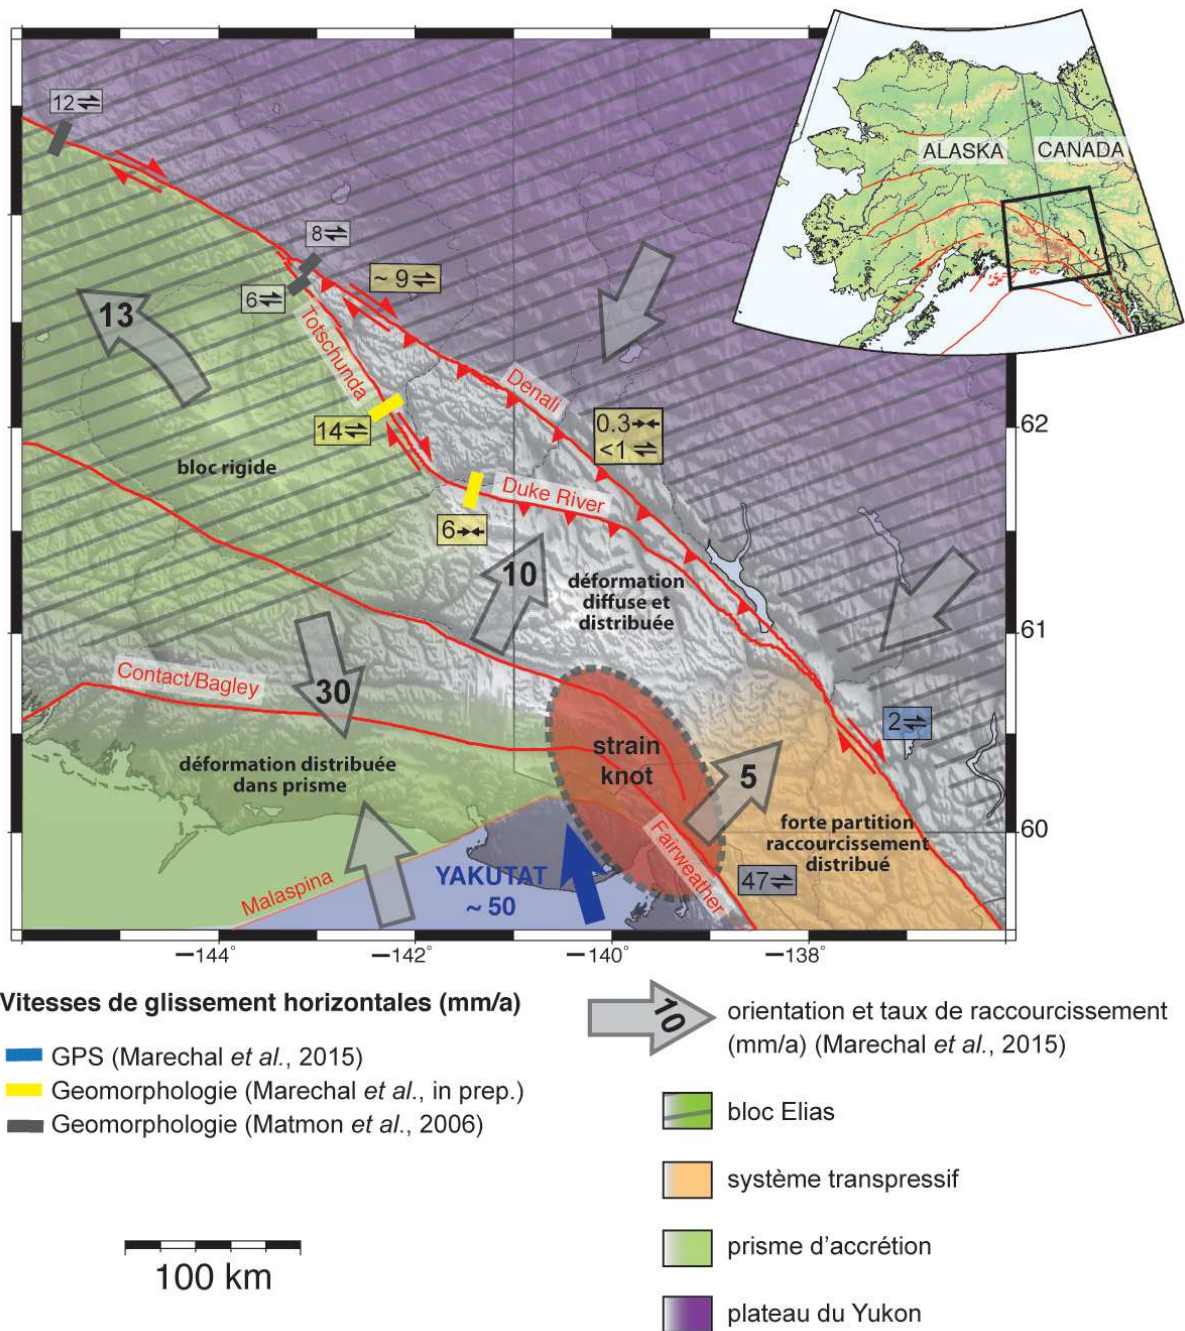 ALASKA
CANADA
12⇌
8⇌
~ 9⇌
6⇌
13
Totschunda
Denali
62
14⇌
0.3
<1 ⇌
bloc rigide
Duke River
6
10
déformation
diffuse et
distribuée
61
Contact/Bagley
30
2⇌
strain
knot
5
déformation distribuée
dans prisme
60
forte partition
raccourcissement
distribué
Fairweather
YAKUTAT
~ 50
47⇌
Malaspina
−144°
−142°
−140°
−138°
Vitesses de glissement horizontales (mm/a)
GPS (Marechal et al., 2015)
Geomorphologie (Marechal et al., in prep.)
Geomorphologie (Matmon et al., 2006)
100 km
10
orientation et taux de raccourcissement
(mm/a) (Marechal et al., 2015)
bloc Elias
système transpressif
prisme d'accrétion
plateau du Yukon